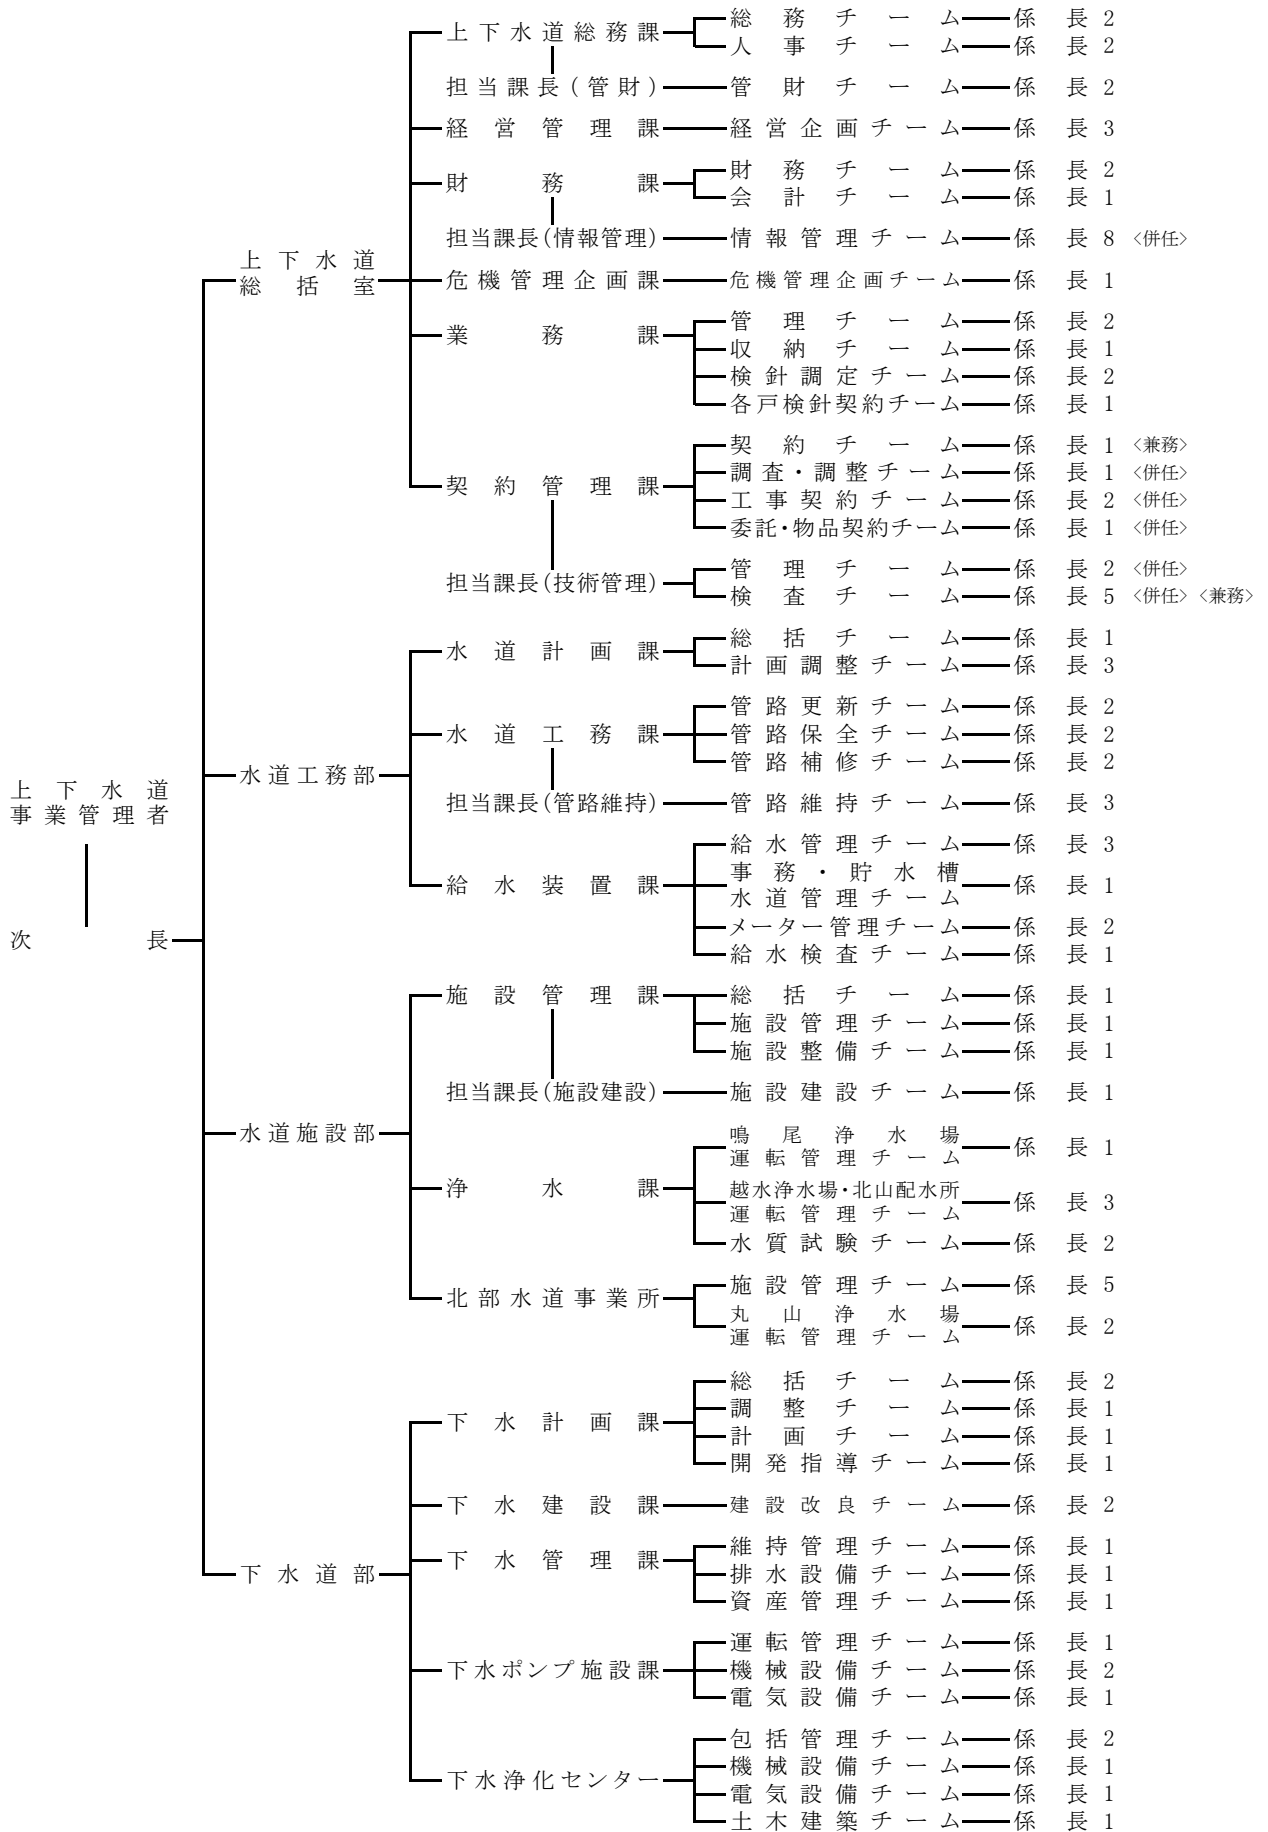 上下水道
事業管理者
次長
上下水道
総括室
上下水道総務課
総務チーム 係長 2
人事チーム 係長 2
担当課長(管財) 管財チーム 係長 2
経営管理課 経営企画チーム 係長 3
財務課
財務チーム 係長 2
会計チーム 係長 1
担当課長(情報管理) 情報管理チーム 係長 8 <併任>
危機管理企画課 危機管理企画チーム 係長 1
業務課
管理チーム 係長 2
収納チーム 係長 1
検針調定チーム 係長 2
各戸検針契約チーム 係長 1
契約管理課
契約チーム 係長 1 <兼務>
調査・調整チーム 係長 1 <併任>
工事契約チーム 係長 2 <併任>
委託・物品契約チーム 係長 1 <併任>
担当課長(技術管理)
管理チーム 係長 2 <併任>
検査チーム 係長 5 <併任> <兼務>
水道工務部
水道計画課
総括チーム 係長 1
計画調整チーム 係長 3
水道工務課
管路更新チーム 係長 2
管路保全チーム 係長 2
管路補修チーム 係長 2
担当課長(管路維持) 管路維持チーム 係長 3
給水装置課
給水管理チーム 係長 3
事務・貯水槽
水道管理チーム 係長 1
メーター管理チーム 係長 2
給水検査チーム 係長 1
水道施設部
施設管理課
総括チーム 係長 1
施設管理チーム 係長 1
施設整備チーム 係長 1
担当課長(施設建設) 施設建設チーム 係長 1
浄水課
鳴尾浄水場
運転管理チーム 係長 1
越水浄水場・北山配水所
運転管理チーム 係長 3
水質試験チーム 係長 2
北部水道事業所
施設管理チーム 係長 5
丸山浄水場
運転管理チーム 係長 2
下水道部
下水計画課
総括チーム 係長 2
調整チーム 係長 1
計画チーム 係長 1
開発指導チーム 係長 1
下水建設課 建設改良チーム 係長 2
下水管理課
維持管理チーム 係長 1
排水設備チーム 係長 1
資産管理チーム 係長 1
下水ポンプ施設課
運転管理チーム 係長 1
機械設備チーム 係長 2
電気設備チーム 係長 1
下水浄化センター
包括管理チーム 係長 2
機械設備チーム 係長 1
電気設備チーム 係長 1
土木建築チーム 係長 1